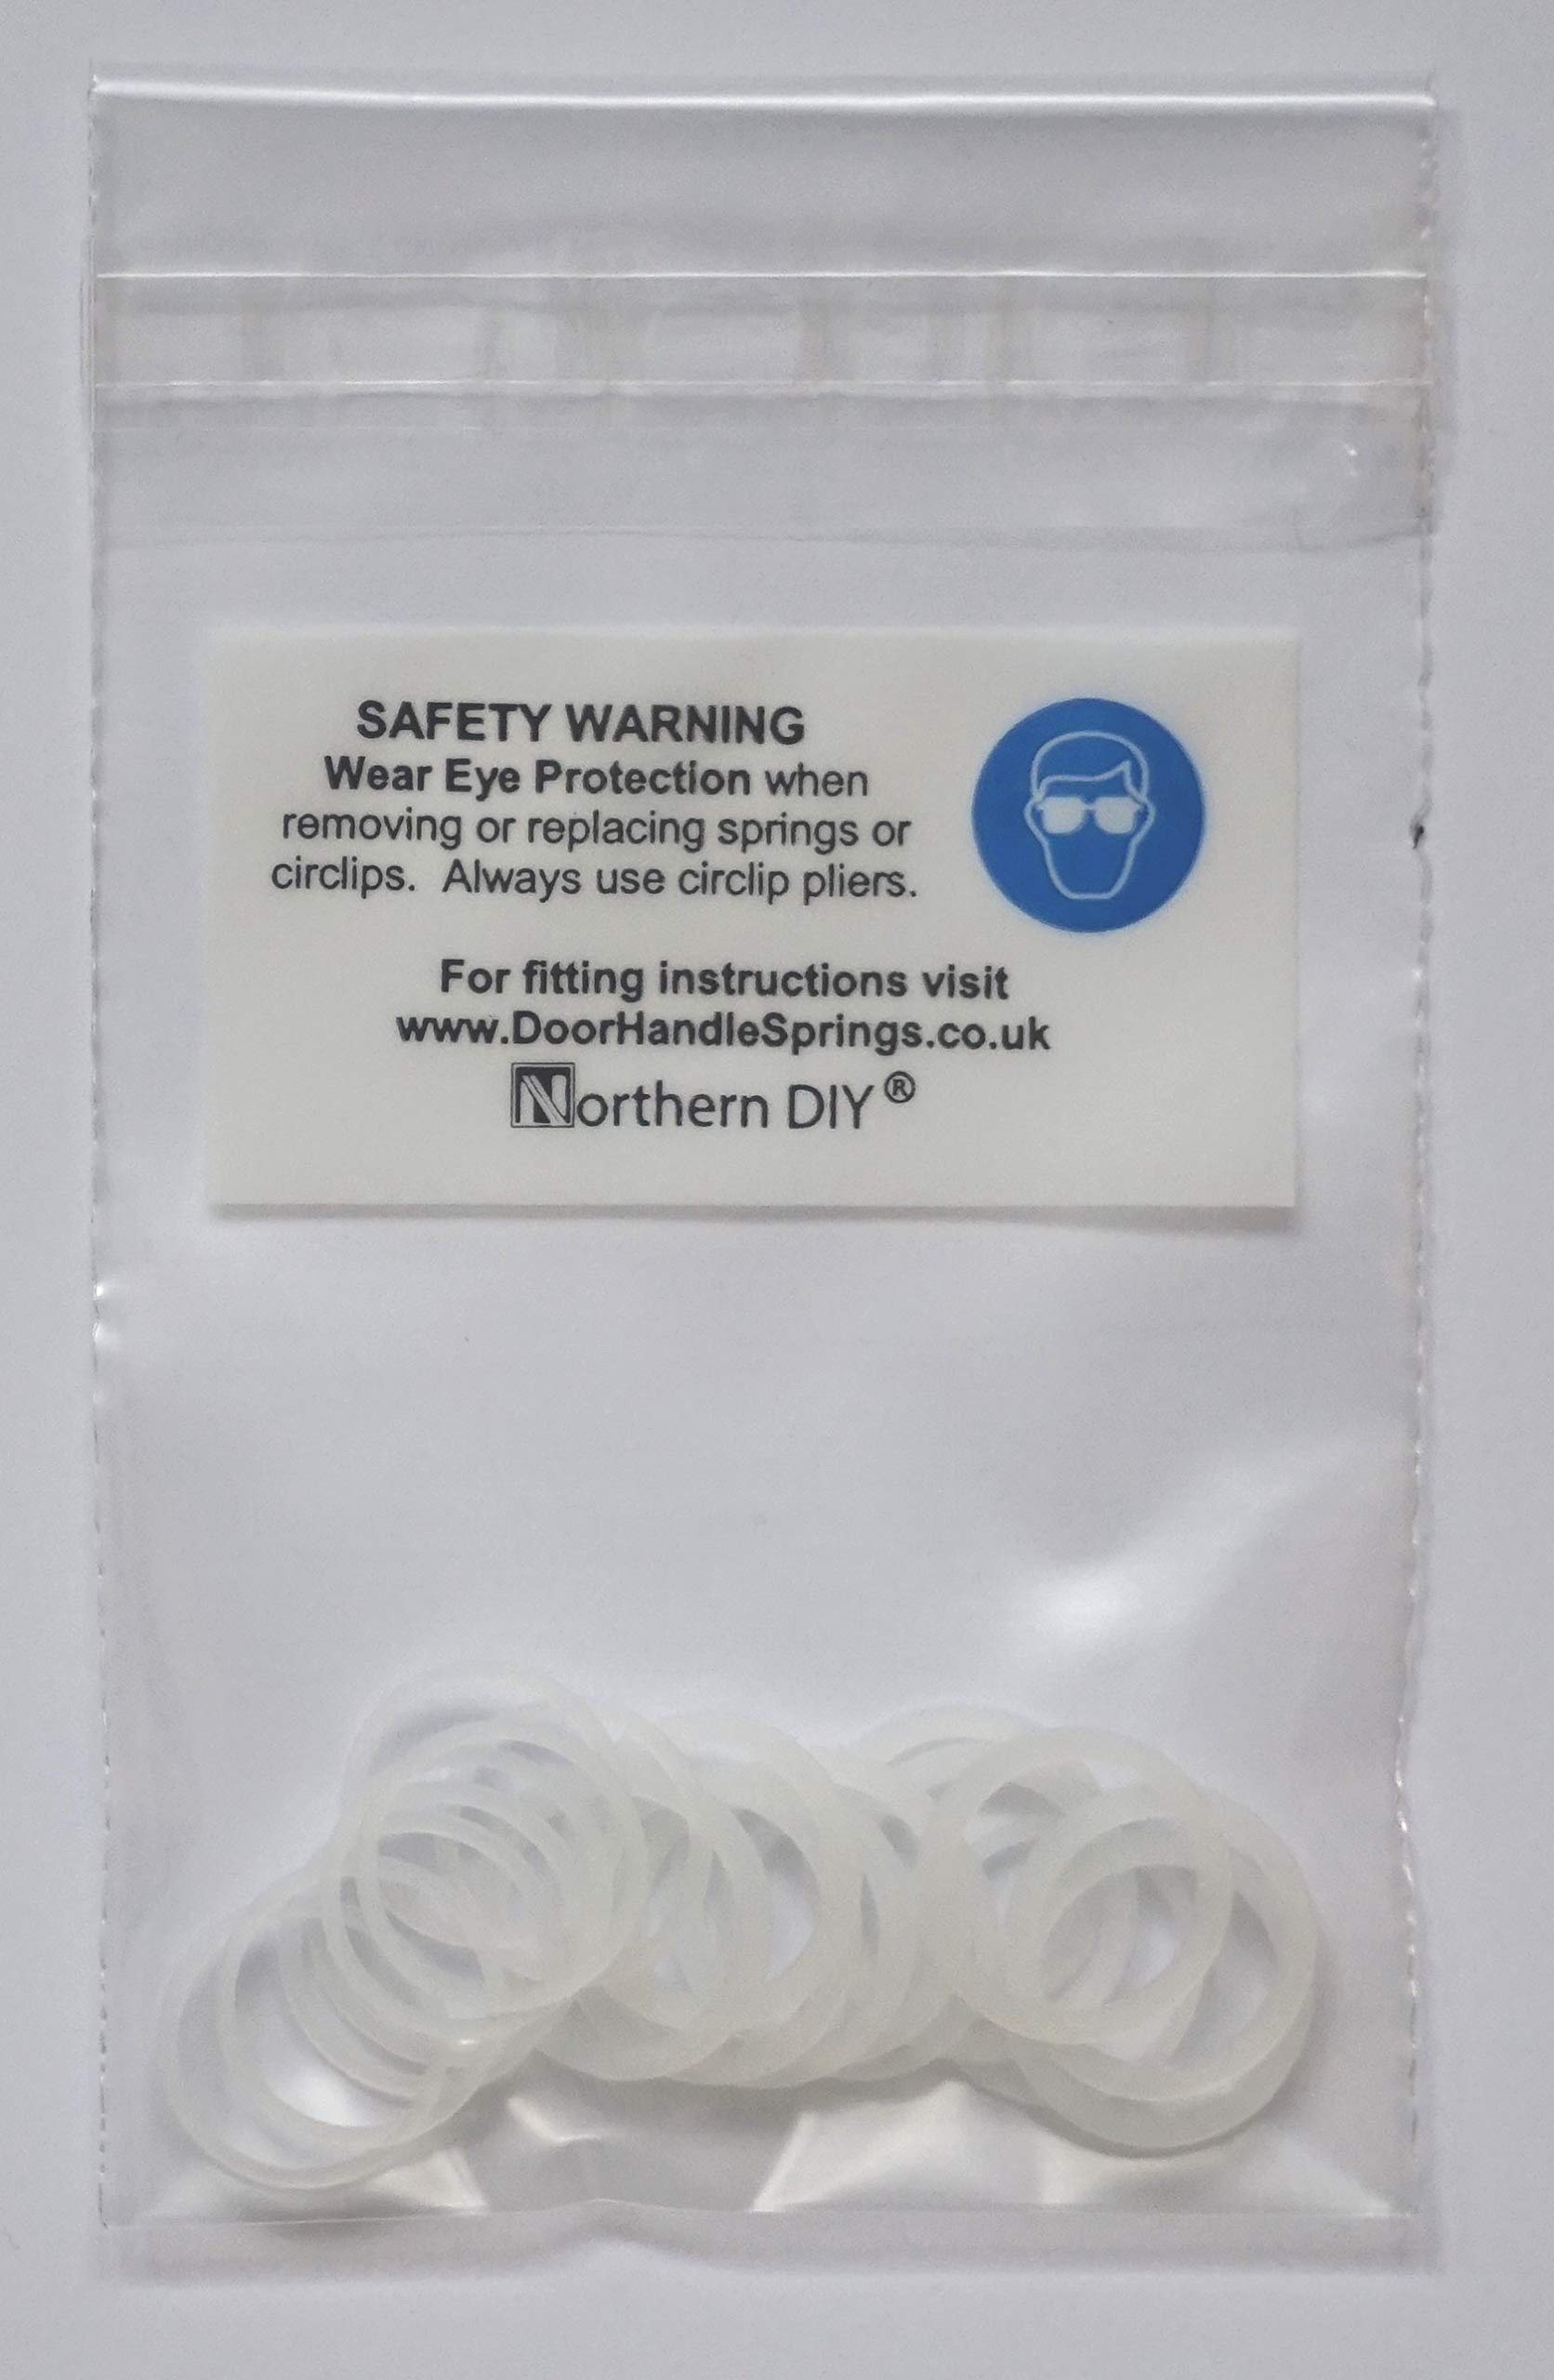 SAFETY WARNING
Wear Eye Protection when
removing or replacing springs or
circlips.  Always use circlip pliers.
For fitting instructions visit
www.DoorHandleSprings.co.uk
Northern DIY®